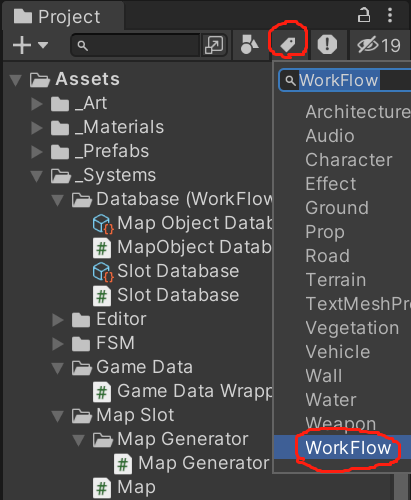 Project
19
Assets
_Art
_Materials
_Prefabs
_Systems
Database (WorkFlow
Map Object Datab
MapObject Datab
Slot Database
Slot Database
Editor
FSM
Game Data
Game Data Wrapp
Map Slot
Map Generator
Map Generator
Map
WorkFlow
Architecture
Audio
Character
Effect
Ground
Prop
Road
Terrain
TextMeshPr
Vegetation
Vehicle
Wall
Water
Weapon
WorkFlow